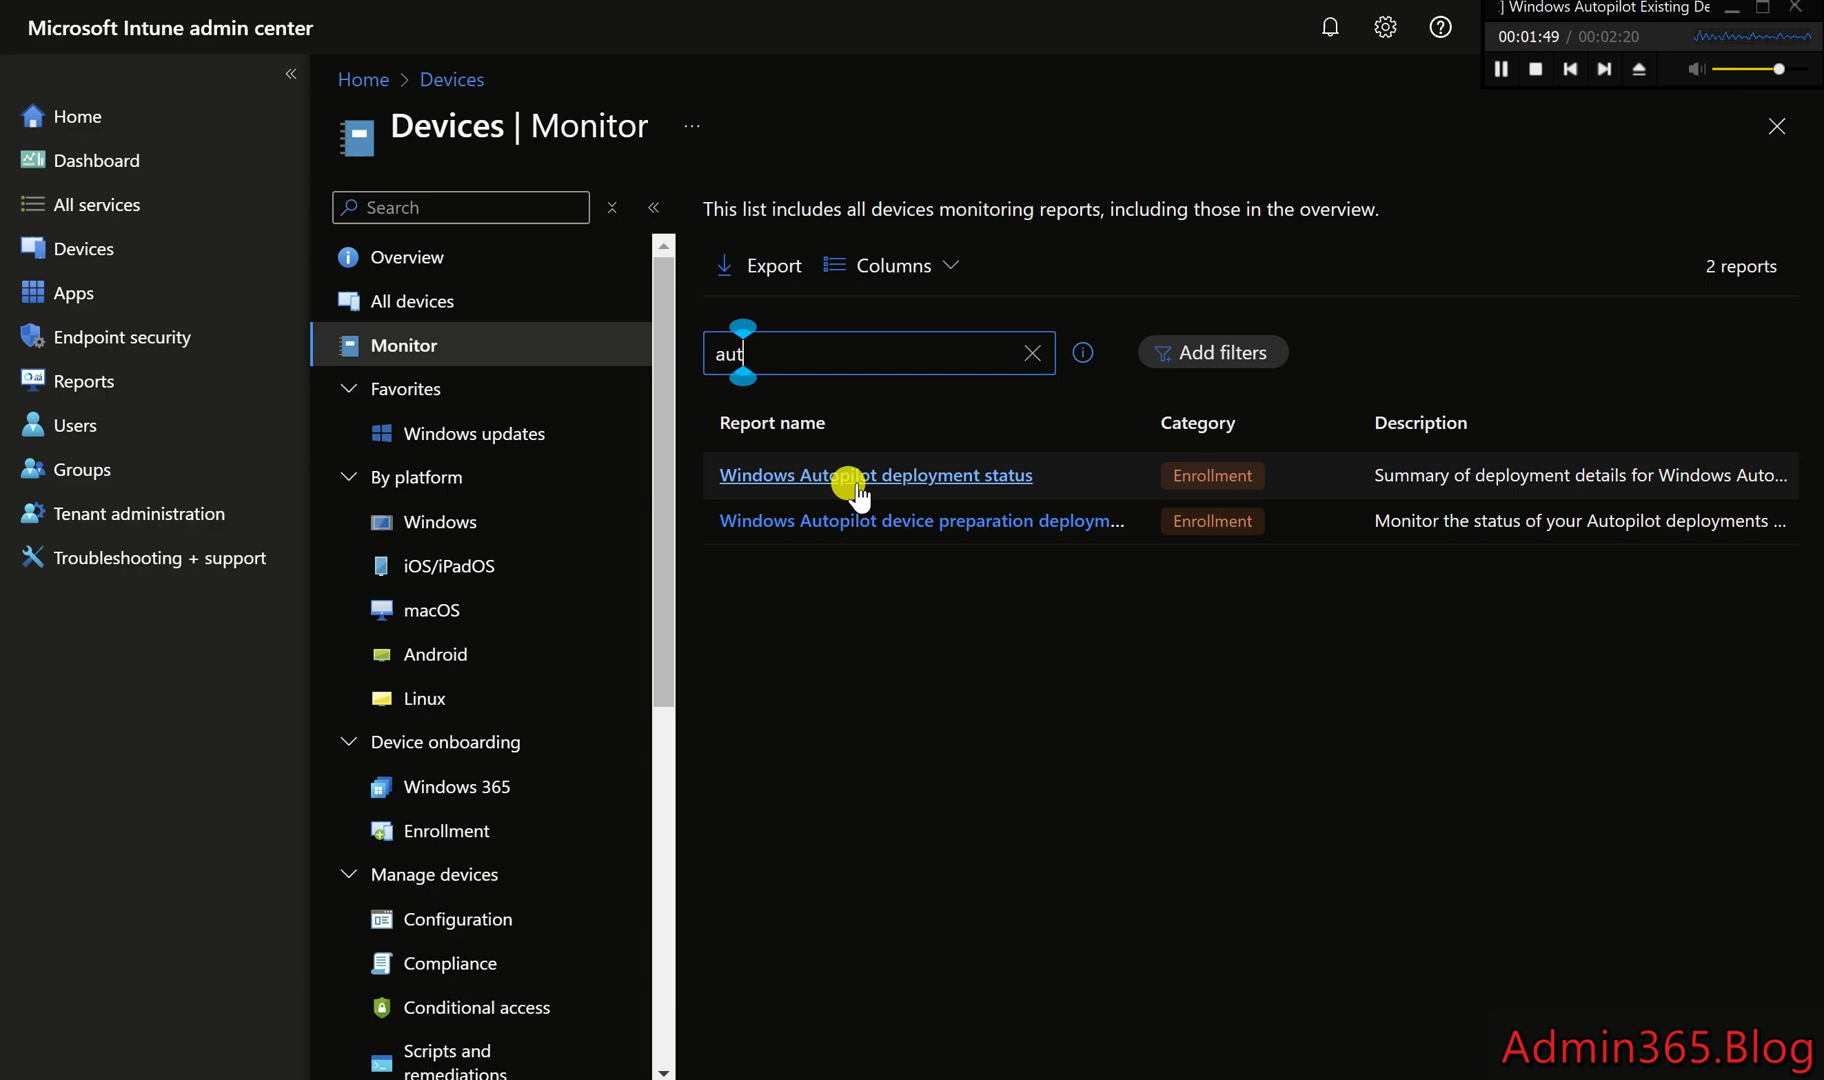 Microsoft Intune admin center
] Windows Autopilot Existing De
00:01:49 / 00:02:20
Home
Dashboard
All services
Devices
Apps
Endpoint security
Reports
Users
Groups
Tenant administration
Troubleshooting + support
Home > Devices
Devices | Monitor
...
Search
Overview
All devices
Monitor
Favorites
Windows updates
By platform
Windows
iOS/iPadOS
macOS
Android
Linux
Device onboarding
Windows 365
Enrollment
Manage devices
Configuration
Compliance
Conditional access
Scripts and
remediations
This list includes all devices monitoring reports, including those in the overview.
Export Columns 2 reports
aut
Add filters
Report name Category Description
Windows Autopilot deployment status Enrollment Summary of deployment details for Windows Auto...
Windows Autopilot device preparation deploym... Enrollment Monitor the status of your Autopilot deployments ...
Admin365.Blog